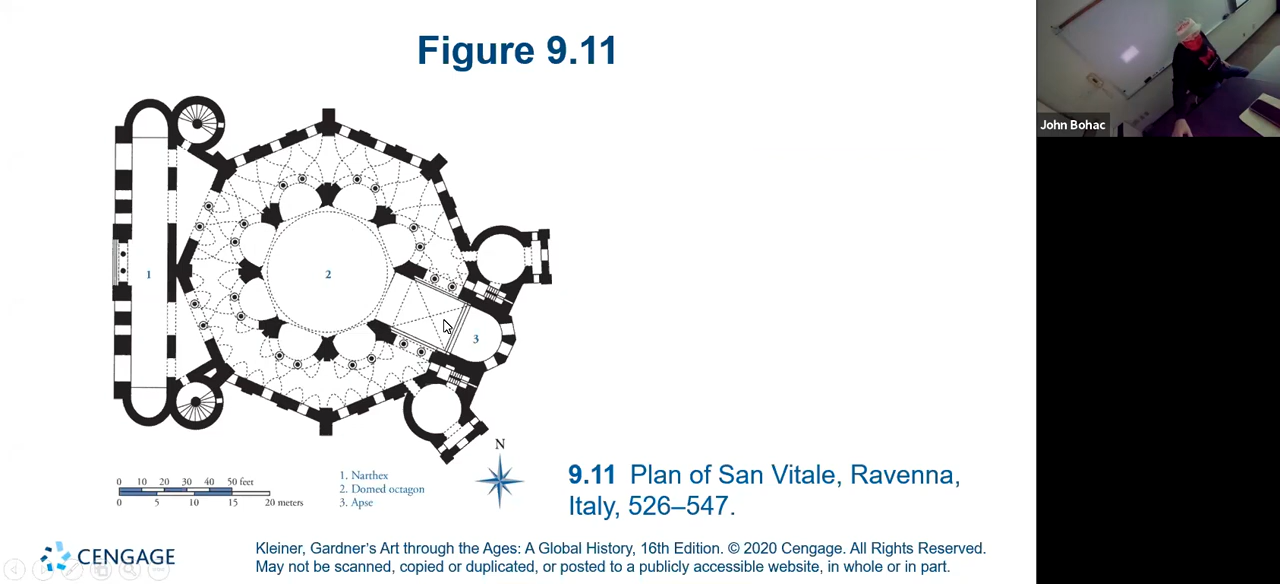 Figure 9.11
John Bohac
1
2
3
N
0 10 20 30 40 50 feet
0 5 10 15 20 meters
1. Narthex
2. Domed octagon
3. Apse
9.11 Plan of San Vitale, Ravenna,
Italy, 526–547.
CENGAGE
Kleiner, Gardner’s Art through the Ages: A Global History, 16th Edition. © 2020 Cengage. All Rights Reserved.
May not be scanned, copied or duplicated, or posted to a publicly accessible website, in whole or in part.